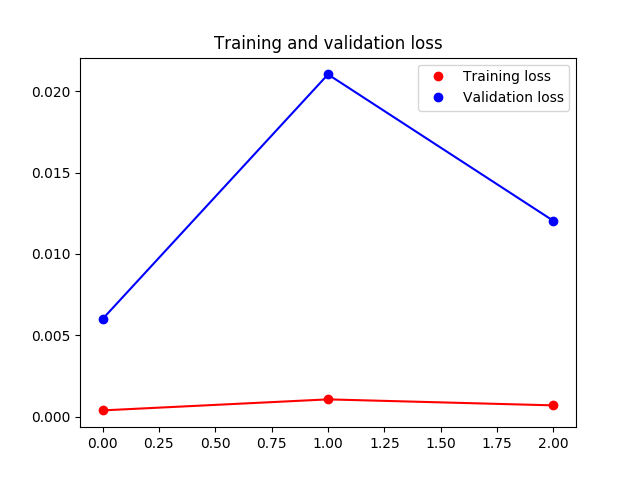 Training and validation loss
Training loss
Validation loss
0.020
0.015
0.010
0.005
0.000
0.00 0.25 0.50 0.75 1.00 1.25 1.50 1.75 2.00